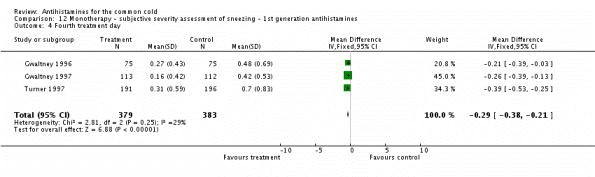 Review: Antihistamines for the common cold
Comparison: 12 Monotherapy - subjective severity assessment of sneezing - 1st generation antihistamines
Outcome: 4 Fourth treatment day
Study or subgroup Treatment Control Mean Difference Weight Mean Difference
N Mean(SD) N Mean(SD) IV,Fixed,95% CI IV,Fixed,95% CI
Gwaltney 1996 75 0.27 (0.43) 75 0.48 (0.69) 20.8 % -0.21 [ -0.39, -0.03 ]
Gwaltney 1997 113 0.16 (0.42) 112 0.42 (0.53) 45.0 % -0.26 [ -0.39, -0.13 ]
Turner 1997 191 0.31 (0.59) 196 0.7 (0.83) 34.3 % -0.39 [ -0.53, -0.25 ]
Total (95% CI) 379 383 100.0 % -0.29 [ -0.38, -0.21 ]
Heterogeneity: Chi² = 2.81, df = 2 (P = 0.25); I² =29%
Test for overall effect: Z = 6.88 (P < 0.00001)
-10 -5 0 5 10
Favours treatment Favours control